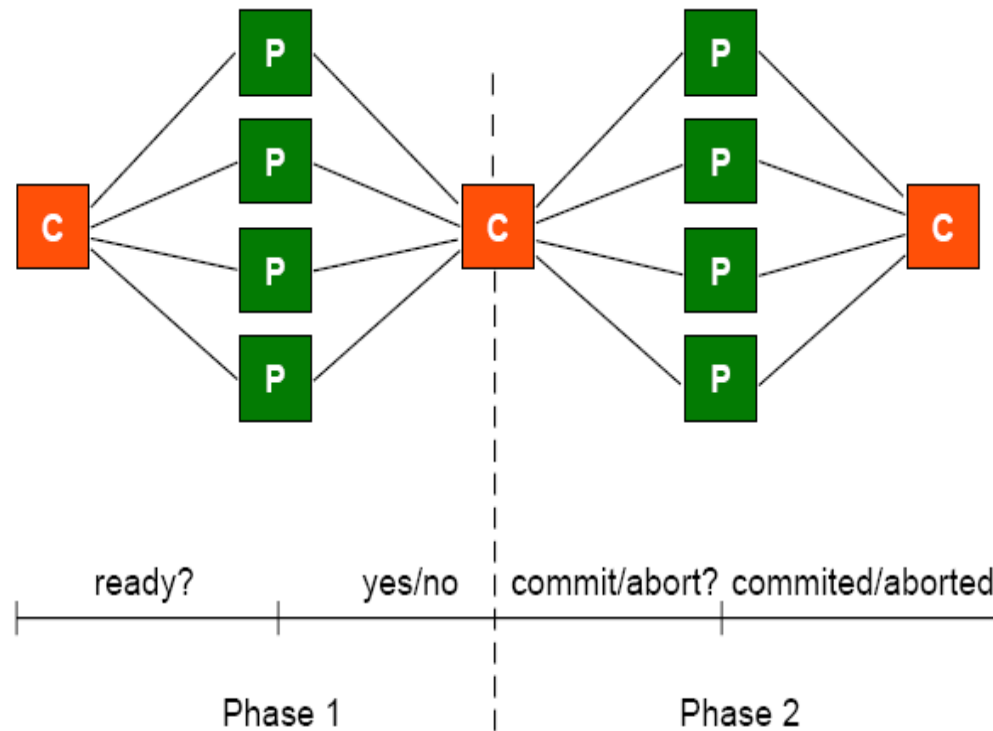 P P
P P
C C C
P P
P P
ready? yes/no commit/abort? commited/aborted
Phase 1 Phase 2